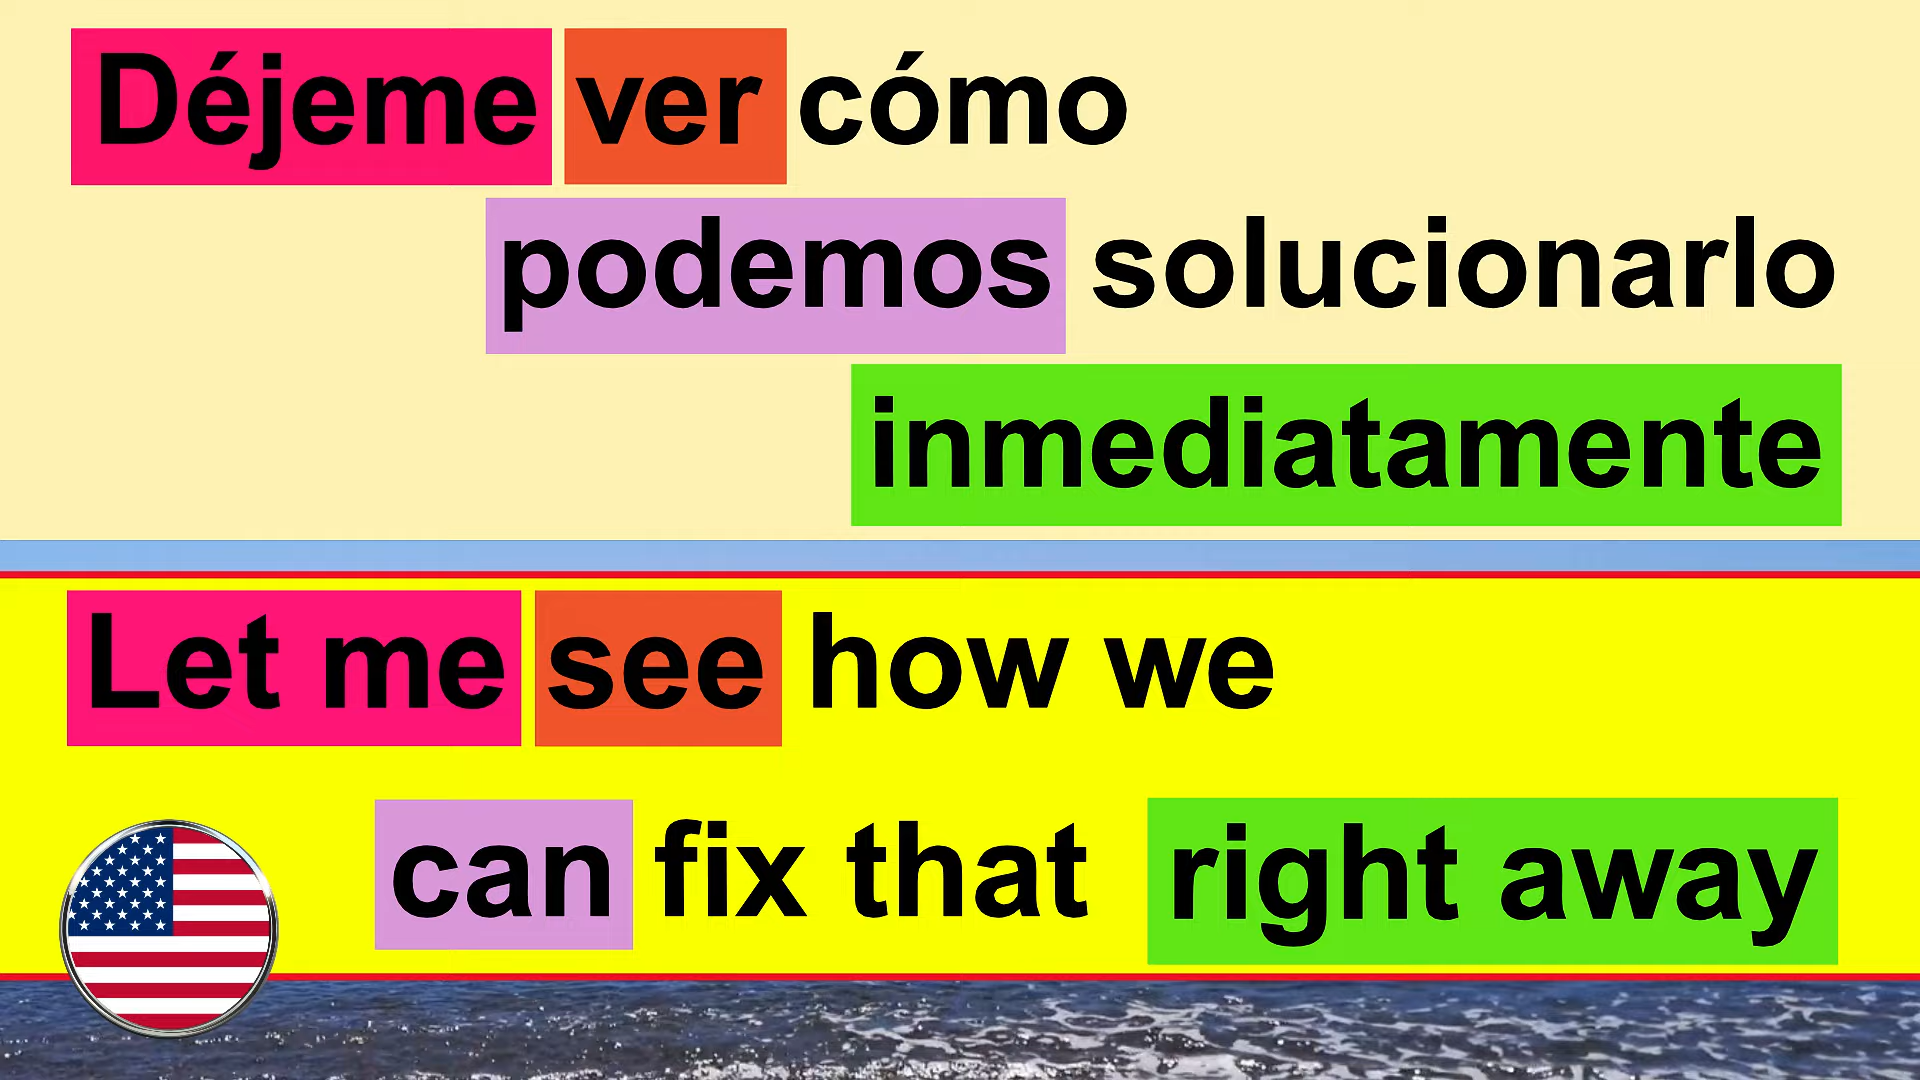 Déjeme ver cómo
podemos solucionarlo
inmediatamente
Let me see how we
can fix that right away